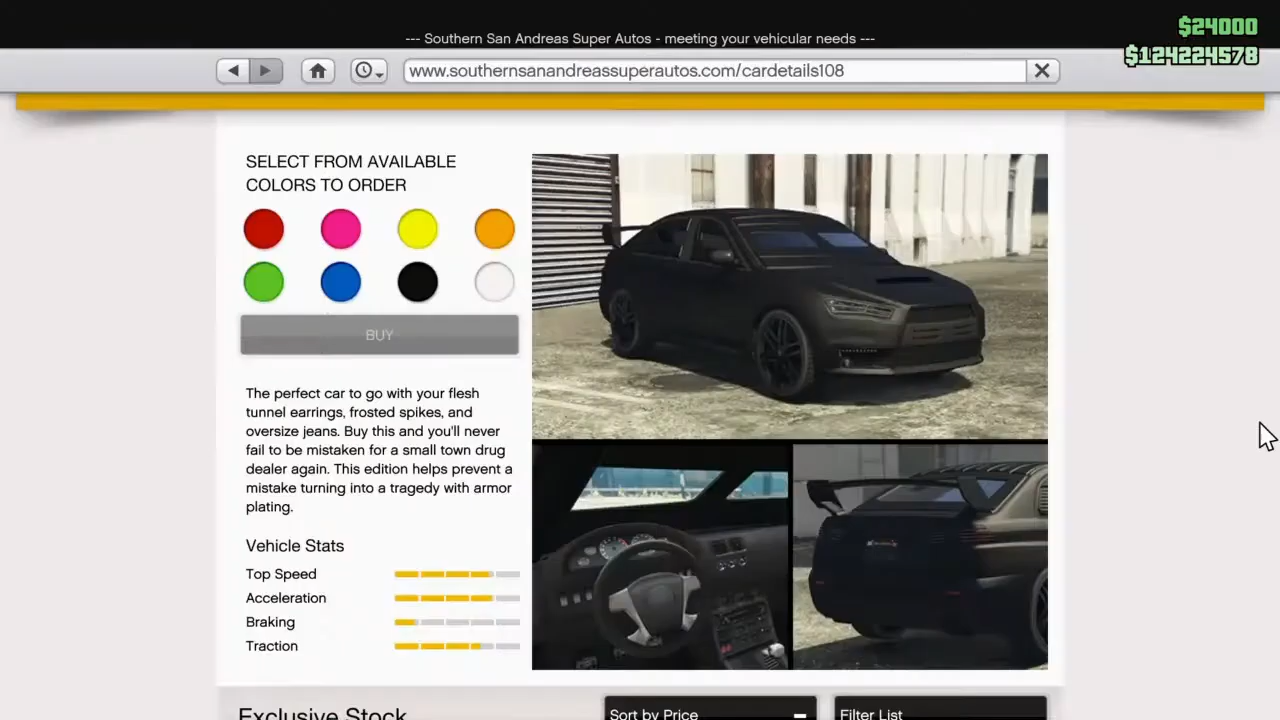 --- Southern San Andreas Super Autos - meeting your vehicular needs ---
$24000
$124224578
www.southernsanandreassuperautos.com/cardetails108
SELECT FROM AVAILABLE
COLORS TO ORDER
BUY
The perfect car to go with your flesh
tunnel earrings, frosted spikes, and
oversize jeans. Buy this and you'll never
fail to be mistaken for a small town drug
dealer again. This edition helps prevent a
mistake turning into a tragedy with armor
plating.
Vehicle Stats
Top Speed
Acceleration
Braking
Traction
Exclusive Stock
Sort by Price
Filter List